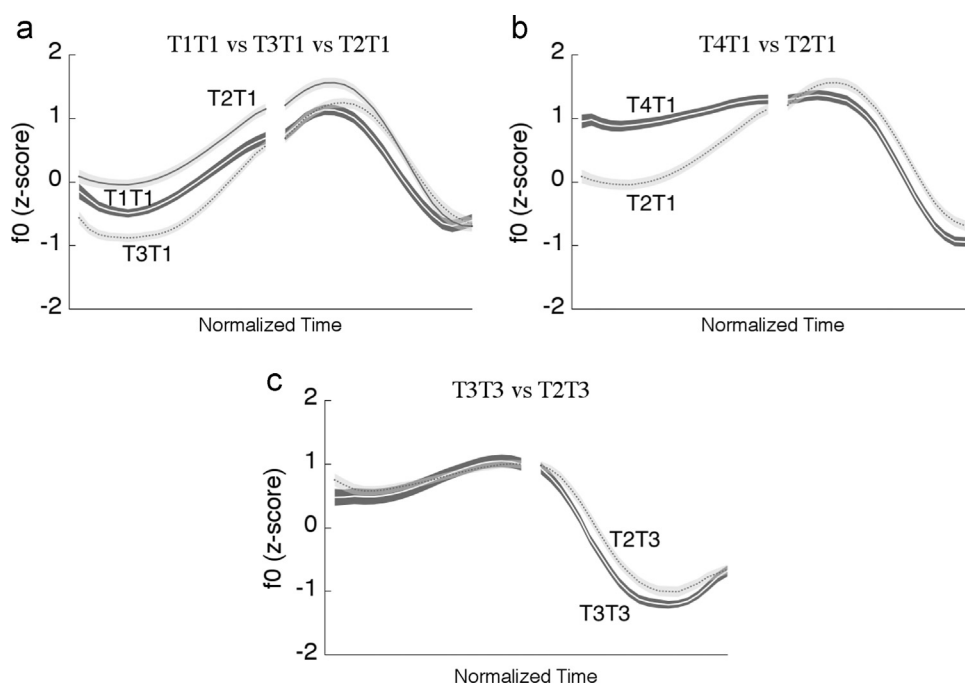 a
T1T1 vs T3T1 vs T2T1
2
1
0
-1
-2
f0 (z-score)
T2T1
T1T1
T3T1
Normalized Time
b
T4T1 vs T2T1
2
1
0
-1
-2
f0 (z-score)
T4T1
T2T1
Normalized Time
c
T3T3 vs T2T3
2
1
0
-1
-2
f0 (z-score)
T2T3
T3T3
Normalized Time